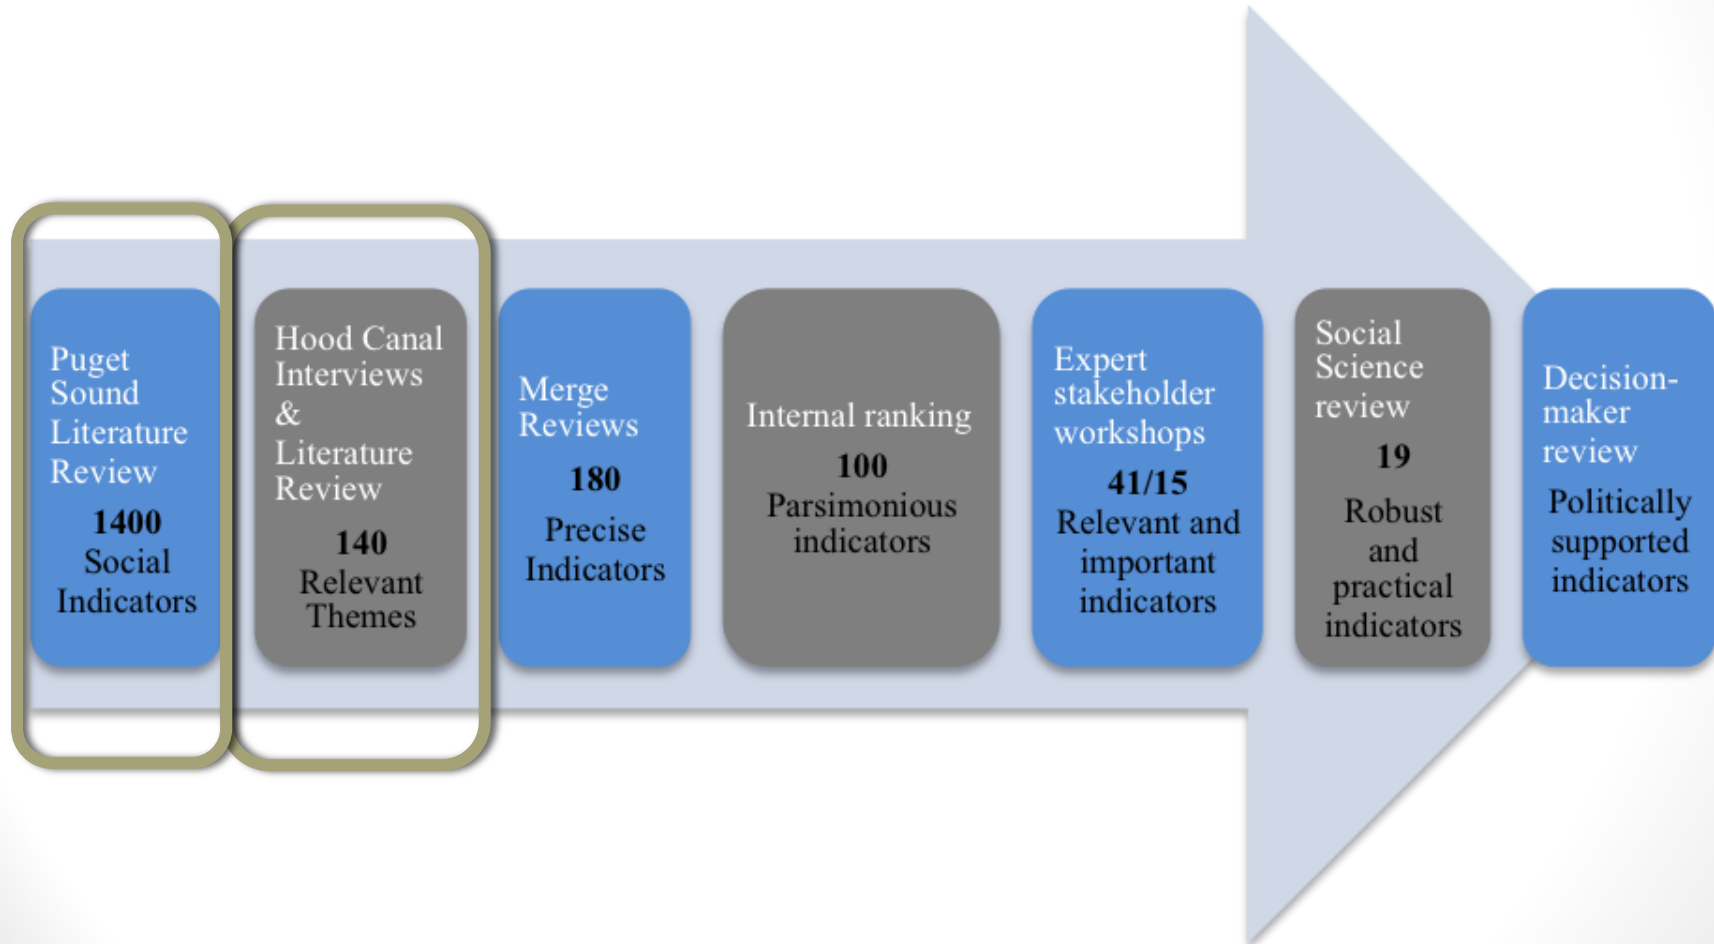 Puget
Sound
Literature
Review
1400
Social
Indicators
Hood Canal
Interviews
&
Literature
Review
140
Relevant
Themes
Merge
Reviews
180
Precise
Indicators
Internal ranking
100
Parsimonious
indicators
Expert
stakeholder
workshops
41/15
Relevant and
important
indicators
Social
Science
review
19
Robust
and
practical
indicators
Decision-
maker
review
Politically
supported
indicators